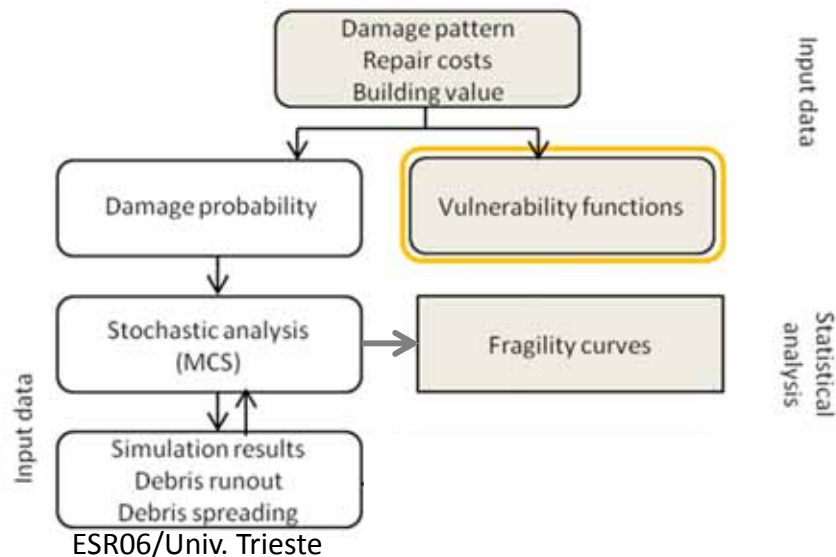 Damage pattern
Repair costs
Building value
Input data
Damage probability
Vulnerability functions
Stochastic analysis
(MCS)
Fragility curves
Statistical
analysis
Input data
Simulation results
Debris runout
Debris spreading
ESR06/Univ. Trieste